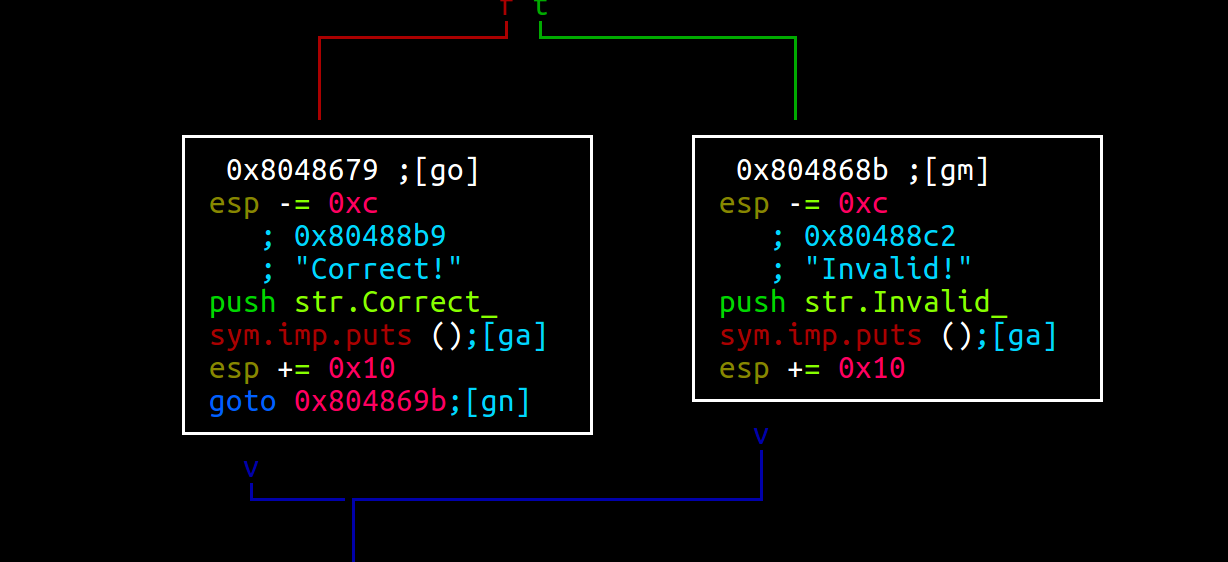 f t
0x8048679 ;[go]
esp -= 0xc
; 0x80488b9
; "Correct!"
push str.Correct_
sym.imp.puts ();[ga]
esp += 0x10
goto 0x804869b;[gn]
v
0x804868b ;[gm]
esp -= 0xc
; 0x80488c2
; "Invalid!"
push str.Invalid_
sym.imp.puts ();[ga]
esp += 0x10
v